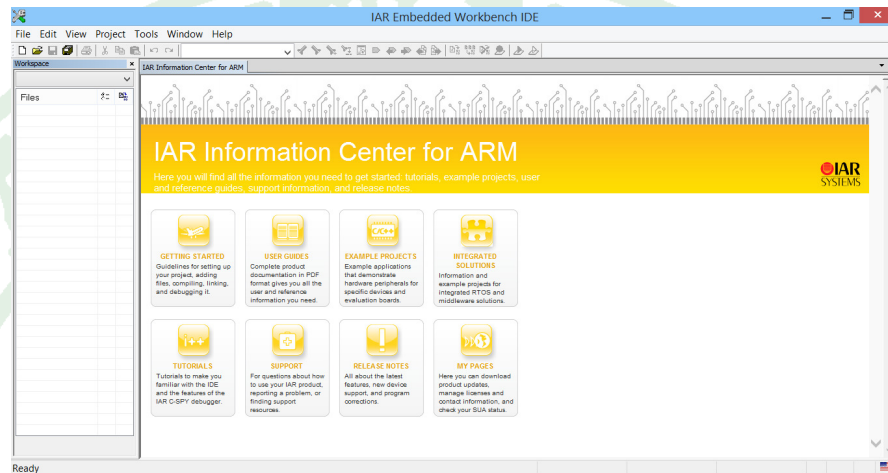 IAR Embedded Workbench IDE
File Edit View Project Tools Window Help
Workspace
IAR Information Center for ARM
Files
IAR Information Center for ARM
Here you will find all the information you need to get started: tutorials, example projects, user
and reference guides, support information, and release notes.
IAR
SYSTEMS
GETTING STARTED
Guidelines for setting up
your project, adding
files, compiling, linking,
and debugging it.
USER GUIDES
Complete product
documentation in PDF
format gives you all the
user and reference
information you need.
C/C++
EXAMPLE PROJECTS
Example applications
that demonstrate
hardware peripherals for
specific devices and
evaluation boards.
INTEGRATED
SOLUTIONS
Information and
example projects for
integrated RTOS and
middleware solutions.
i++
TUTORIALS
Tutorials to make you
familiar with the IDE
and the features of the
IAR C-SPY debugger.
SUPPORT
For questions about how
to use your IAR product,
reporting a problem, or
finding support
resources.
RELEASE NOTES
All about the latest
features, new device
support, and program
corrections.
MY PAGES
Here you can download
product updates,
manage licenses and
contact information, and
check your SUA status.
Ready